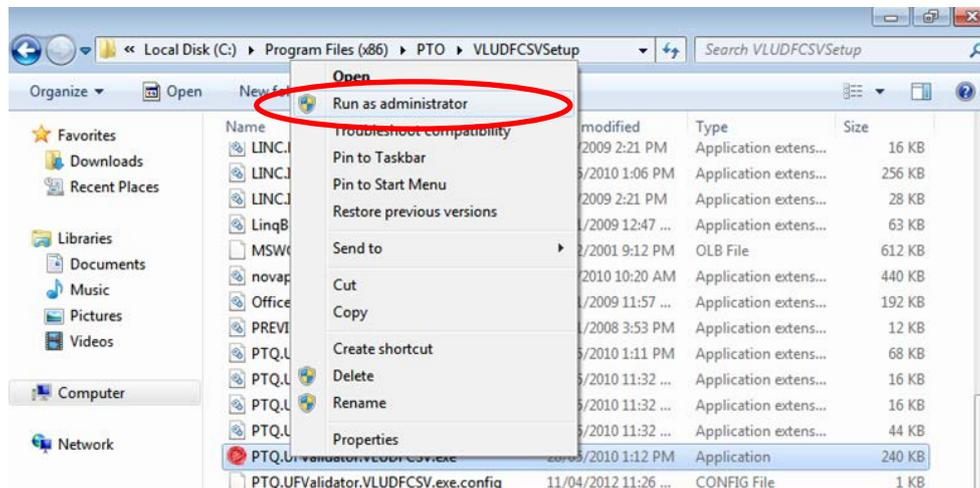 « Local Disk (C:) ▸ Program Files (x86) ▸ PTO ▸ VLUDFCSVSetup
Search VLUDFCSVSetup
Organize Open New
Favorites
Downloads
Recent Places
Libraries
Documents
Music
Pictures
Videos
Computer
Network
Name modified Type Size
LINC. /2009 2:21 PM Application extens... 16 KB
LINC. /2010 1:06 PM Application extens... 256 KB
LINC. /2009 2:21 PM Application extens... 28 KB
LinqB /2009 12:47 ... Application extens... 63 KB
MSW /2001 9:12 PM OLB File 612 KB
novap /2010 10:20 AM Application extens... 440 KB
Office /2009 11:57 ... Application extens... 192 KB
PREVI /2008 3:53 PM Application extens... 12 KB
PTQ.U /2010 1:11 PM Application extens... 68 KB
PTQ.U /2010 11:32 ... Application extens... 16 KB
PTQ.U /2010 11:32 ... Application extens... 16 KB
PTQ.U /2010 11:32 ... Application extens... 44 KB
PTQ.UFValidator.VLUDFCSV.exe /2010 1:12 PM Application 240 KB
PTQ.UFValidator.VLUDFCSV.exe.config 11/04/2012 11:26 ... CONFIG File 1 KB
Open
Run as administrator
Troubleshoot compatibility
Pin to Taskbar
Pin to Start Menu
Restore previous versions
Send to
Cut
Copy
Create shortcut
Delete
Rename
Properties